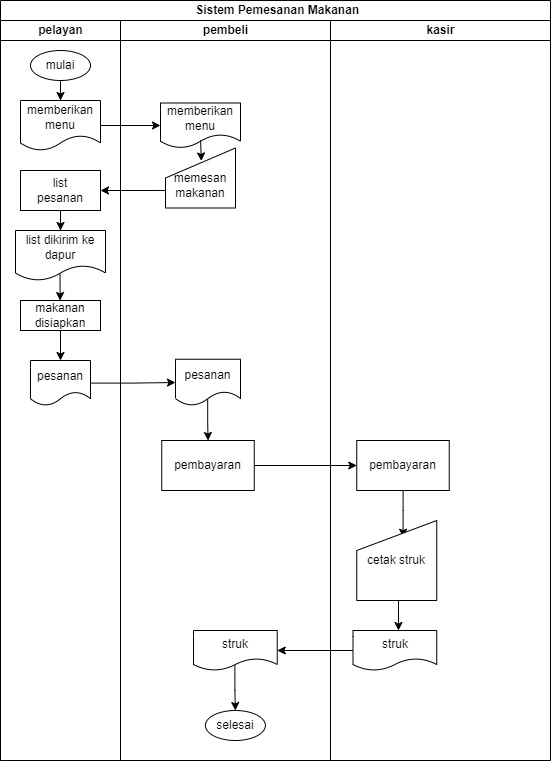 Sistem Pemesanan Makanan
pelayan
pembeli
kasir
mulai
memberikan
menu
memberikan
menu
memesan
makanan
list
pesanan
list dikirim ke
dapur
makanan
disiapkan
pesanan
pesanan
pembayaran
pembayaran
cetak struk
struk
struk
selesai